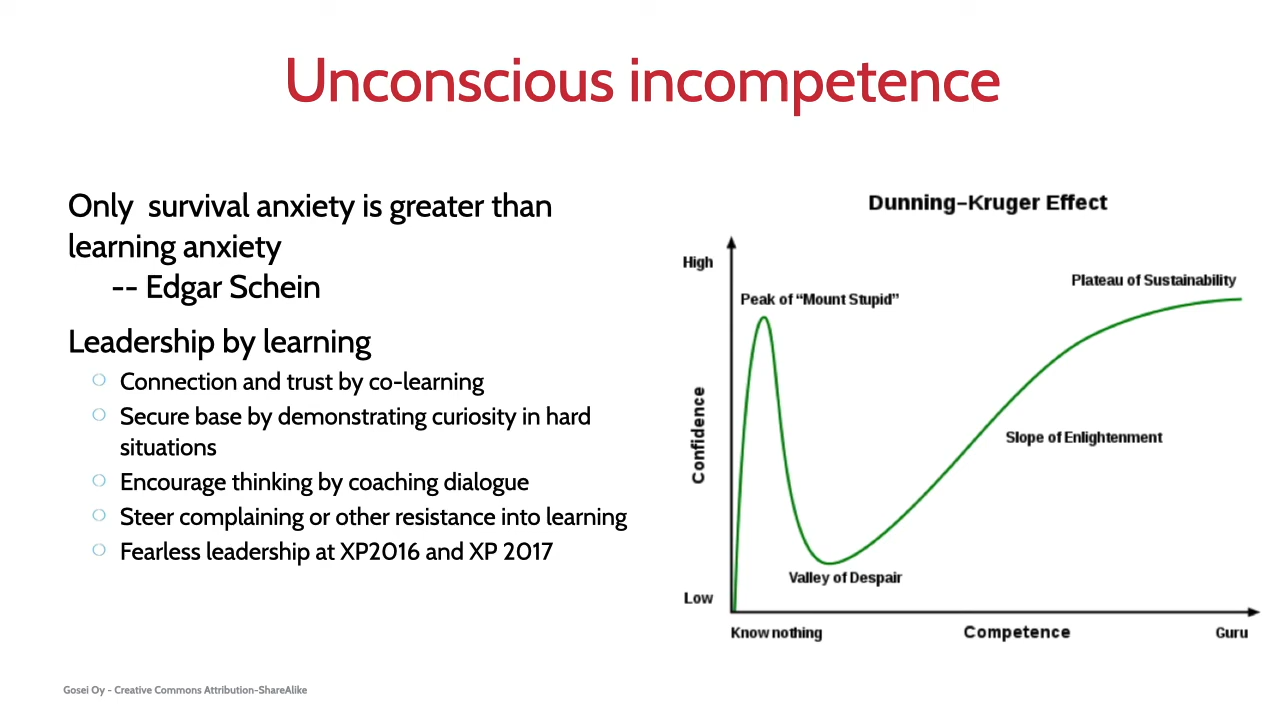 Unconscious incompetence
Only  survival anxiety is greater than
learning anxiety
-- Edgar Schein
Leadership by learning
Connection and trust by co-learning
Secure base by demonstrating curiosity in hard
situations
Encourage thinking by coaching dialogue
Steer complaining or other resistance into learning
Fearless leadership at XP2016 and XP 2017
Dunning–Kruger Effect
High
Peak of “Mount Stupid”
Plateau of Sustainability
Confidence
Slope of Enlightenment
Valley of Despair
Low
Know nothing
Competence
Guru
Gosei Oy - Creative Commons Attribution-ShareAlike